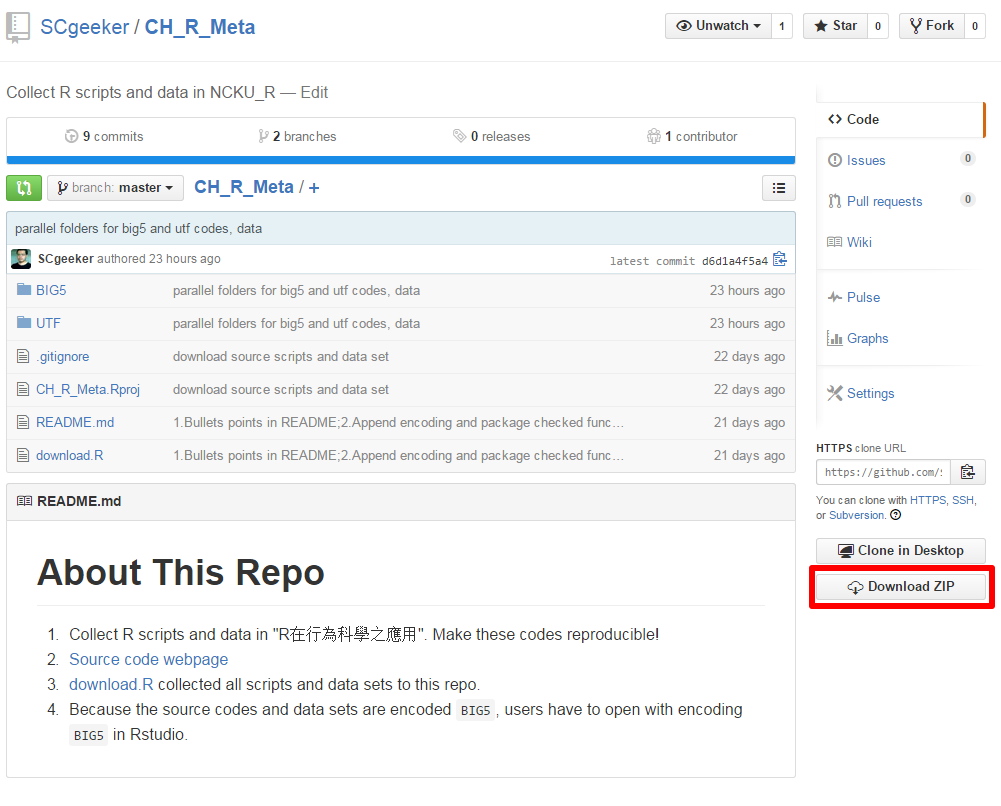 SCgeeker / CH_R_Meta
Unwatch 1 Star 0 Fork 0
Collect R scripts and data in NCKU_R — Edit
9 commits 2 branches 0 releases 1 contributor
branch: master CH_R_Meta / +
parallel folders for big5 and utf codes, data
SCgeeker authored 23 hours ago latest commit d6d1a4f5a4
BIG5 parallel folders for big5 and utf codes, data 23 hours ago
UTF parallel folders for big5 and utf codes, data 23 hours ago
.gitignore download source scripts and data set 22 days ago
CH_R_Meta.Rproj download source scripts and data set 22 days ago
README.md 1.Bullets points in README;2.Append encoding and package checked func... 21 days ago
download.R 1.Bullets points in README;2.Append encoding and package checked func... 21 days ago
README.md
About This Repo
1. Collect R scripts and data in "R在行為科學之應用". Make these codes reproducible!
2. Source code webpage
3. download.R collected all scripts and data sets to this repo.
4. Because the source codes and data sets are encoded BIG5, users have to open with encoding
BIG5 in Rstudio.
Code
Issues 0
Pull requests 0
Wiki
Pulse
Graphs
Settings
HTTPS clone URL
https://github.com/
You can clone with HTTPS, SSH,
or Subversion.
Clone in Desktop
Download ZIP